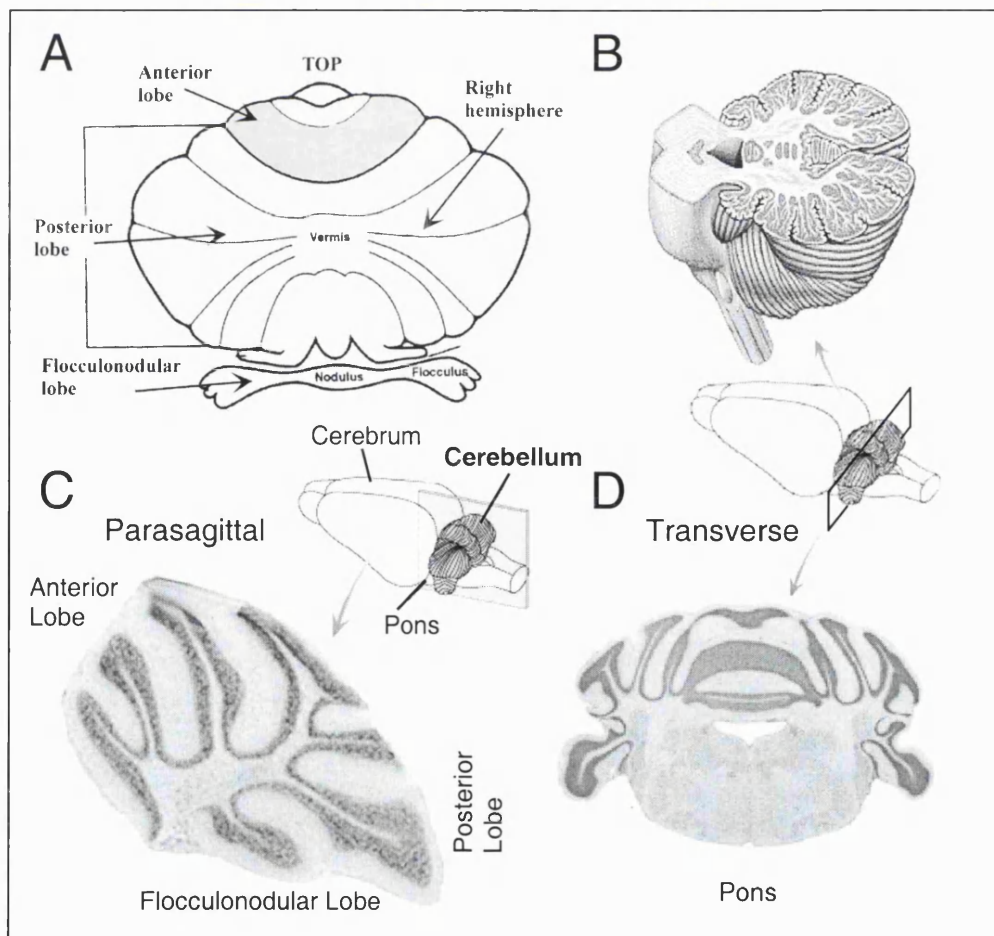 A
TOP
Anterior
lobe
Right
hemisphere
Posterior
lobe
Vermis
Flocculonodular
lobe
Nodulus
Flocculus
B
C
Parasagittal
Cerebrum
Cerebellum
Pons
Anterior
Lobe
Posterior
Lobe
Flocculonodular Lobe
D
Transverse
Pons